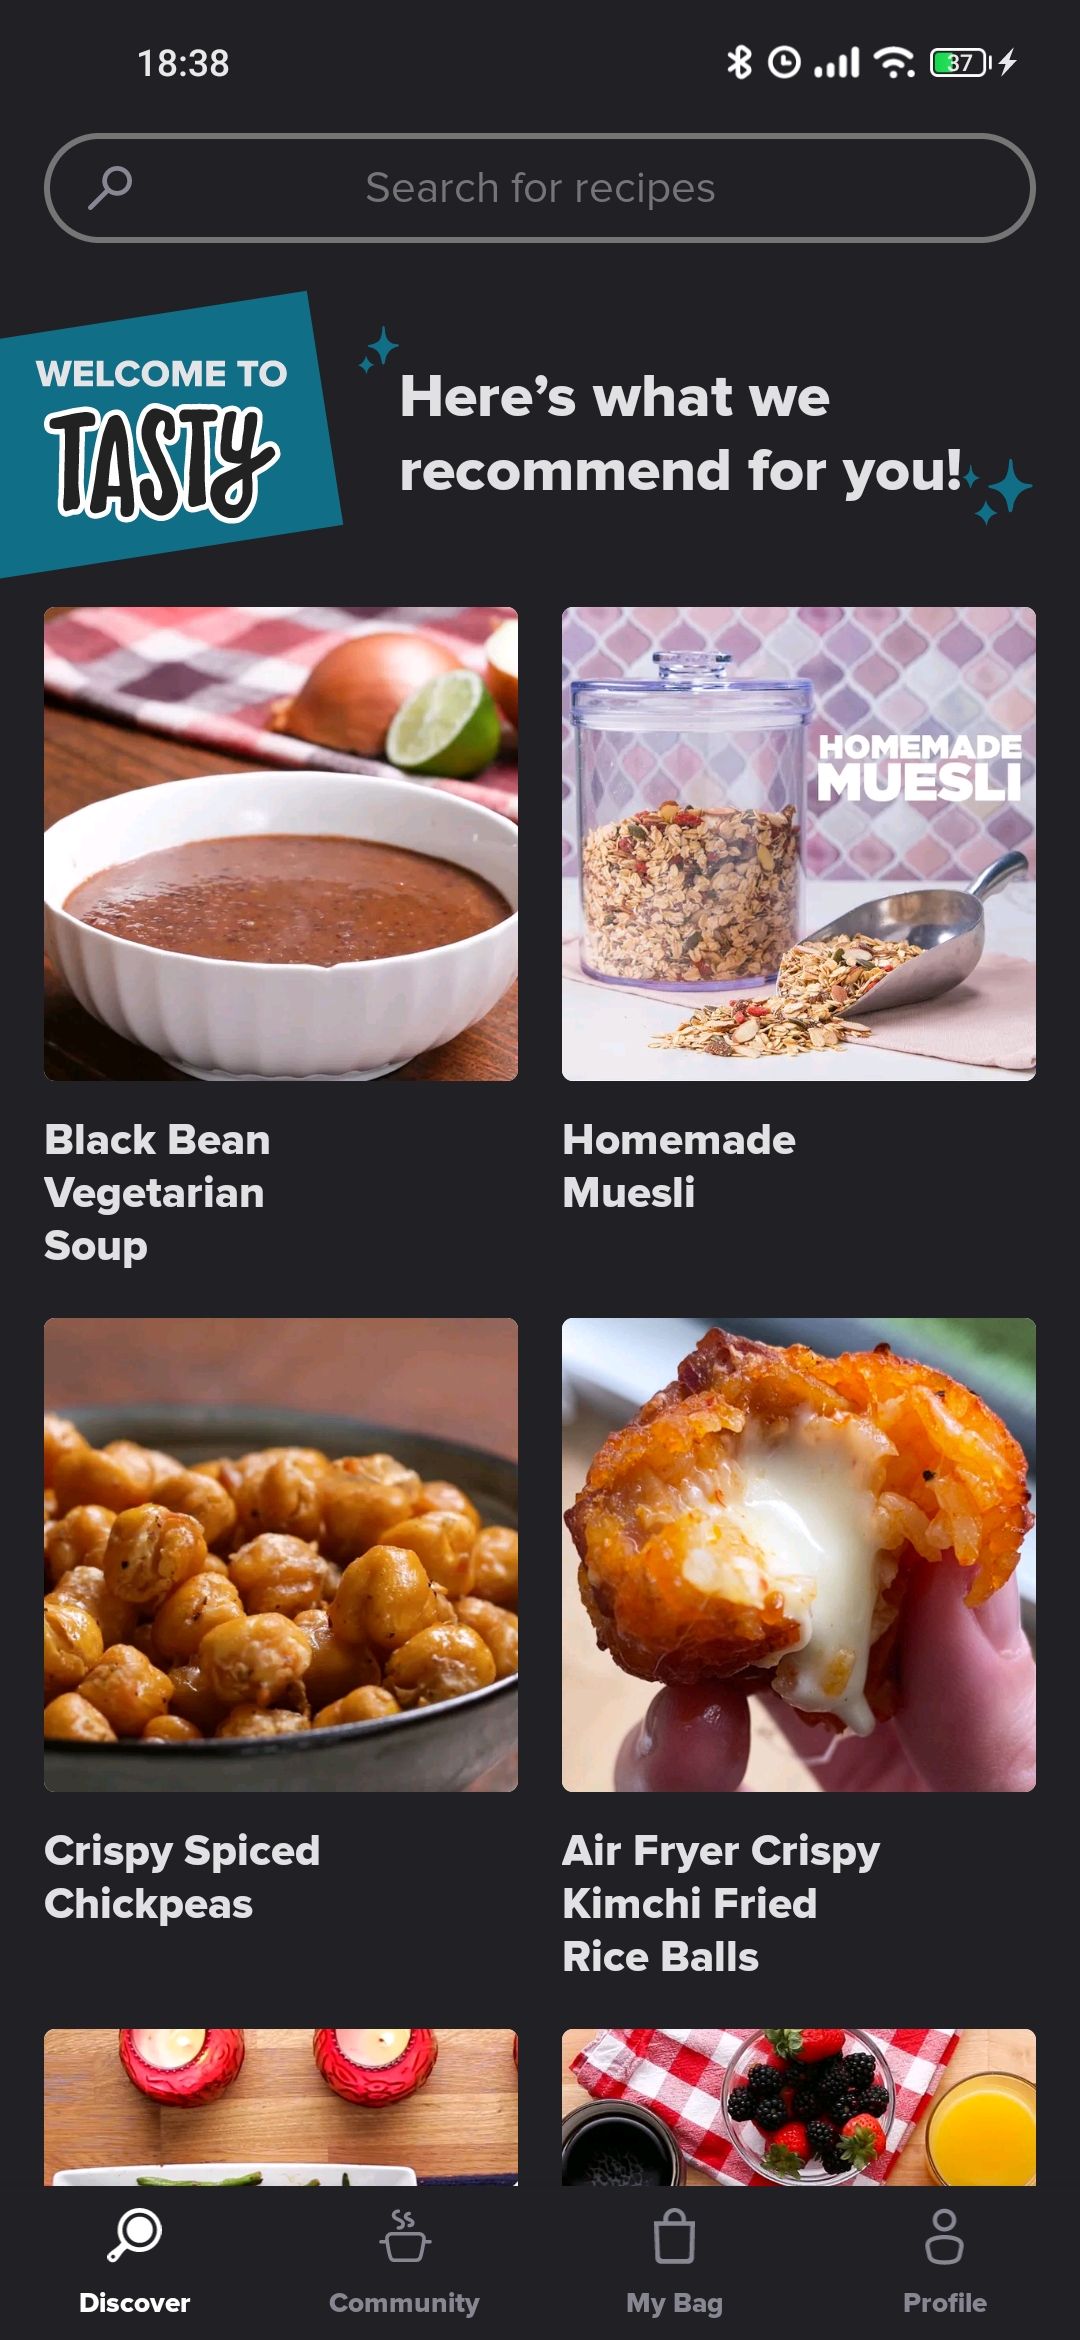 18:38
37
Search for recipes
WELCOME TO
TASTY
Here’s what we
recommend for you!
HOMEMADE
MUESLI
Black Bean
Vegetarian
Soup
Homemade
Muesli
Crispy Spiced
Chickpeas
Air Fryer Crispy
Kimchi Fried
Rice Balls
Discover
Community
My Bag
Profile